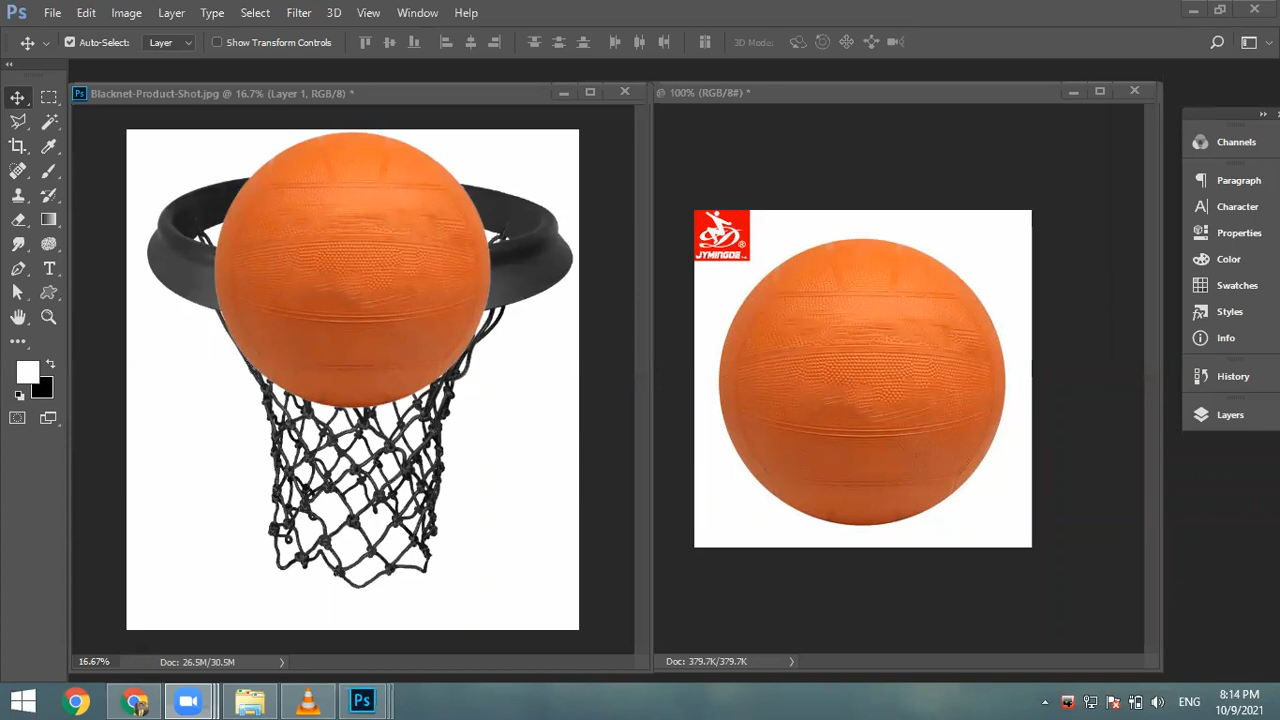 Ps File Edit Image Layer Type Select Filter 3D View Window Help
Auto-Select: Layer Show Transform Controls 3D Mode:
Ps Blacknet-Product-Shot.jpg @ 16.7% (Layer 1, RGB/8) *
@ 100% (RGB/8#) *
Channels
Paragraph
Character
Properties
Color
Swatches
Styles
Info
History
Layers
®
JYMINGDE
16.67% Doc: 26.5M/30.5M
Doc: 379.7K/379.7K
Ps
ENG
8:14 PM
10/9/2021